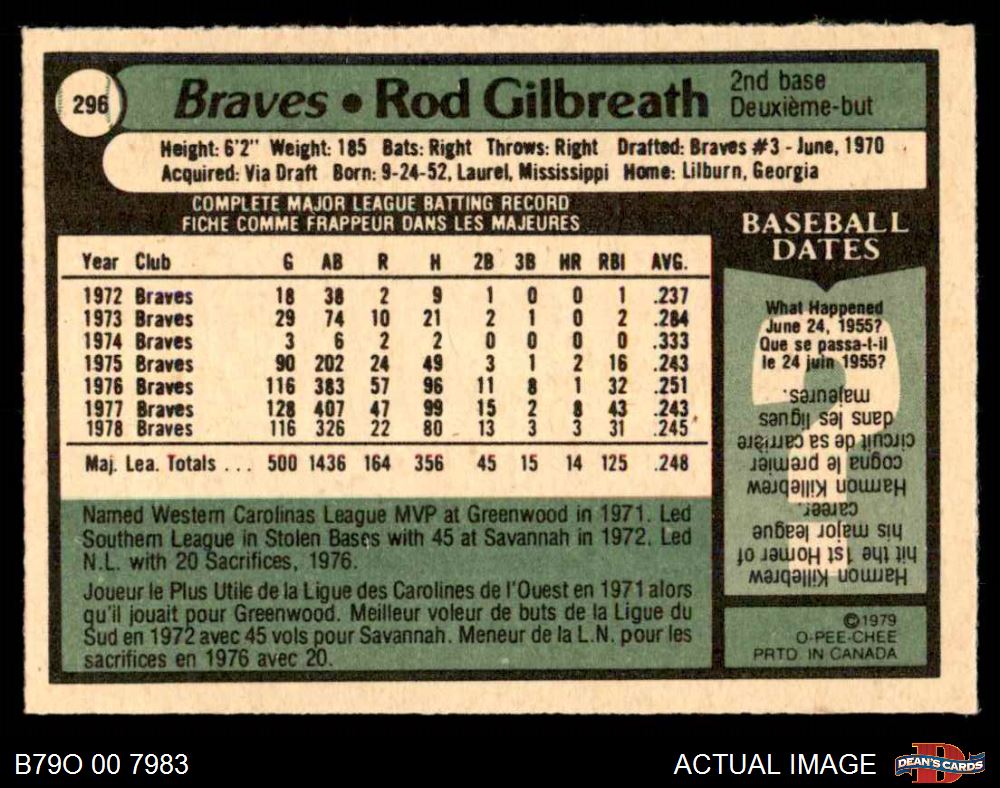 296
Braves • Rod Gilbreath
2nd base
Deuxième-but
Height: 6'2" Weight: 185 Bats: Right Throws: Right Drafted: Braves #3 - June, 1970
Acquired: Via Draft Born: 9-24-52, Laurel, Mississippi Home: Lilburn, Georgia
COMPLETE MAJOR LEAGUE BATTING RECORD
FICHE COMME FRAPPEUR DANS LES MAJEURES
Year Club G AB R H 2B 3B HR RBI AVG.
1972 Braves 18 38 2 9 1 0 0 1 .237
1973 Braves 29 74 10 21 2 1 0 2 .284
1974 Braves 3 6 2 2 0 0 0 0 .333
1975 Braves 90 202 24 49 3 1 2 16 .243
1976 Braves 116 383 57 96 11 8 1 32 .251
1977 Braves 128 407 47 99 15 2 8 43 .243
1978 Braves 116 326 22 80 13 3 3 31 .245
Maj. Lea. Totals ... 500 1436 164 356 45 15 14 125 .248
Named Western Carolinas League MVP at Greenwood in 1971. Led
Southern League in Stolen Bases with 45 at Savannah in 1972. Led
N.L. with 20 Sacrifices, 1976.
Joueur le Plus Utile de la Ligue des Carolines de l'Ouest en 1971 alors
qu'il jouait pour Greenwood. Meilleur voleur de buts de la Ligue du
Sud en 1972 avec 45 vols pour Savannah. Meneur de la L.N. pour les
sacrifices en 1976 avec 20.
BASEBALL
DATES
What Happened
June 24, 1955?
Que se passa-t-il
le 24 juin 1955?
Harmon Killebrew
hit the 1st Homer of
his major league
career.
Harmon Killebrew
cogna le premier
circuit de sa carrière
dans les ligues
majeures.
©1979
O-PEE-CHEE
PRTD. IN CANADA
B79O 00 7983
ACTUAL IMAGE
DEAN'S CARDS